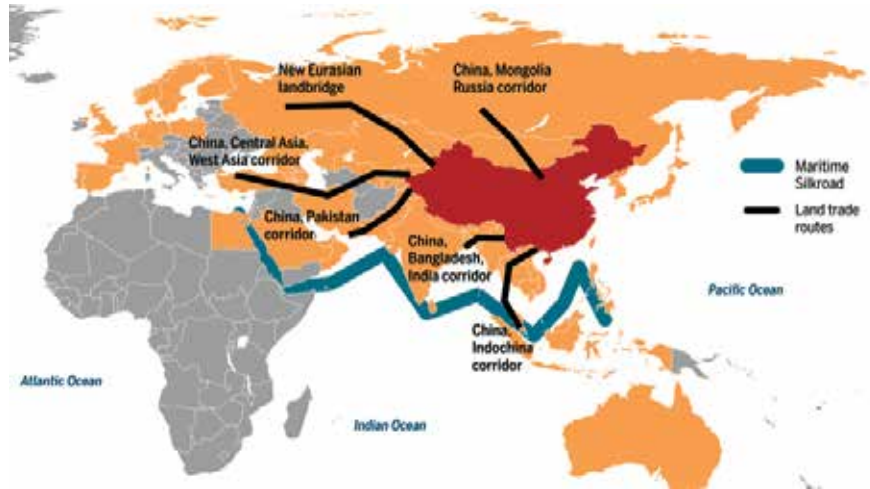 New Eurasian
landbridge
China, Mongolia
Russia corridor
China, Central Asia,
West Asia corridor
Maritime
Silkroad
Land trade
routes
China, Pakistan
corridor
China,
Bangladesh,
India corridor
Pacific Ocean
China,
Indochina
corridor
Atlantic Ocean
Indian Ocean